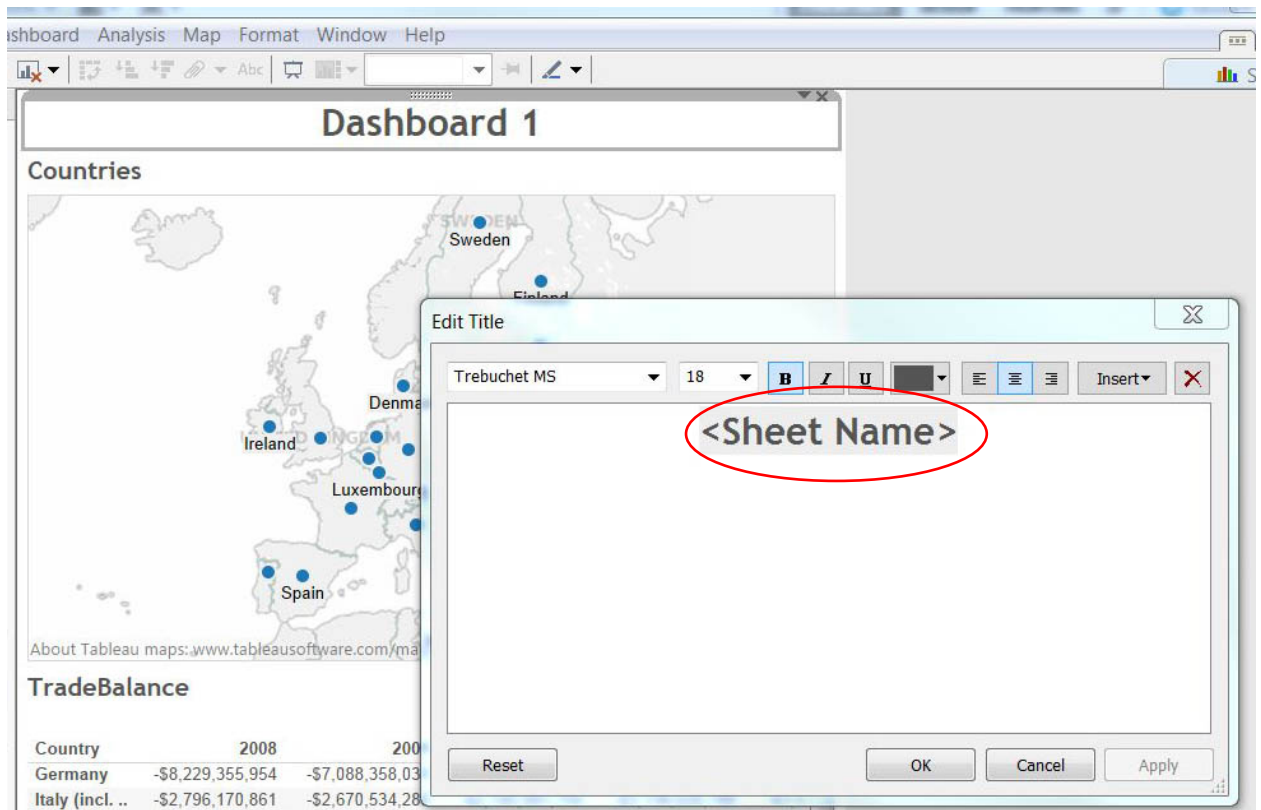 Dashboard Analysis Map Format Window Help
Abc
Dashboard 1
Countries
SWEDEN
Sweden
Finland
Edit Title
Trebuchet MS 18 B I U Insert
<Sheet Name>
Denma
Ireland
Luxembourg
Spain
About Tableau maps: www.tableausoftware.com/ma
TradeBalance
Country 2008 200
Germany -$8,229,355,954 -$7,088,358,03
Italy (incl. .. -$2,796,170,861 -$2,670,534,28
Reset OK Cancel Apply